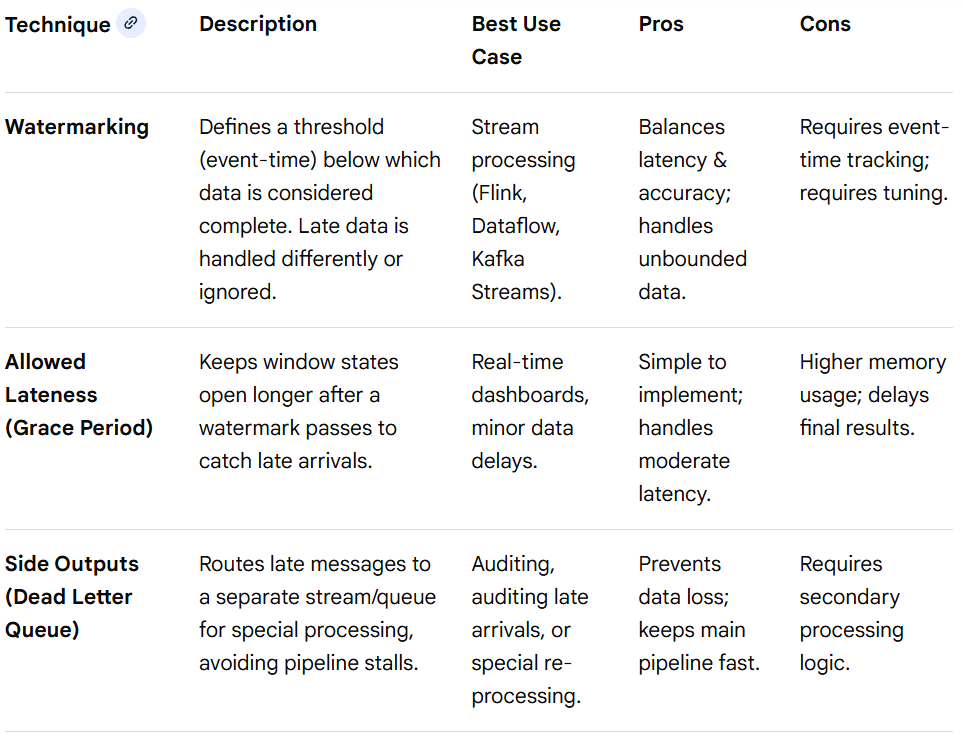 Technique Description Best Use Case Pros Cons
Watermarking
Defines a threshold
(event-time) below which
data is considered
complete. Late data is
handled differently or
ignored.
Stream
processing
(Flink,
Dataflow,
Kafka
Streams).
Balances
latency &
accuracy;
handles
unbounded
data.
Requires event-
time tracking;
requires tuning.
Allowed
Lateness
(Grace Period)
Keeps window states
open longer after a
watermark passes to
catch late arrivals.
Real-time
dashboards,
minor data
delays.
Simple to
implement;
handles
moderate
latency.
Higher memory
usage; delays
final results.
Side Outputs
(Dead Letter
Queue)
Routes late messages to
a separate stream/queue
for special processing,
avoiding pipeline stalls.
Auditing,
auditing late
arrivals, or
special re-
processing.
Prevents
data loss;
keeps main
pipeline fast.
Requires
secondary
processing
logic.